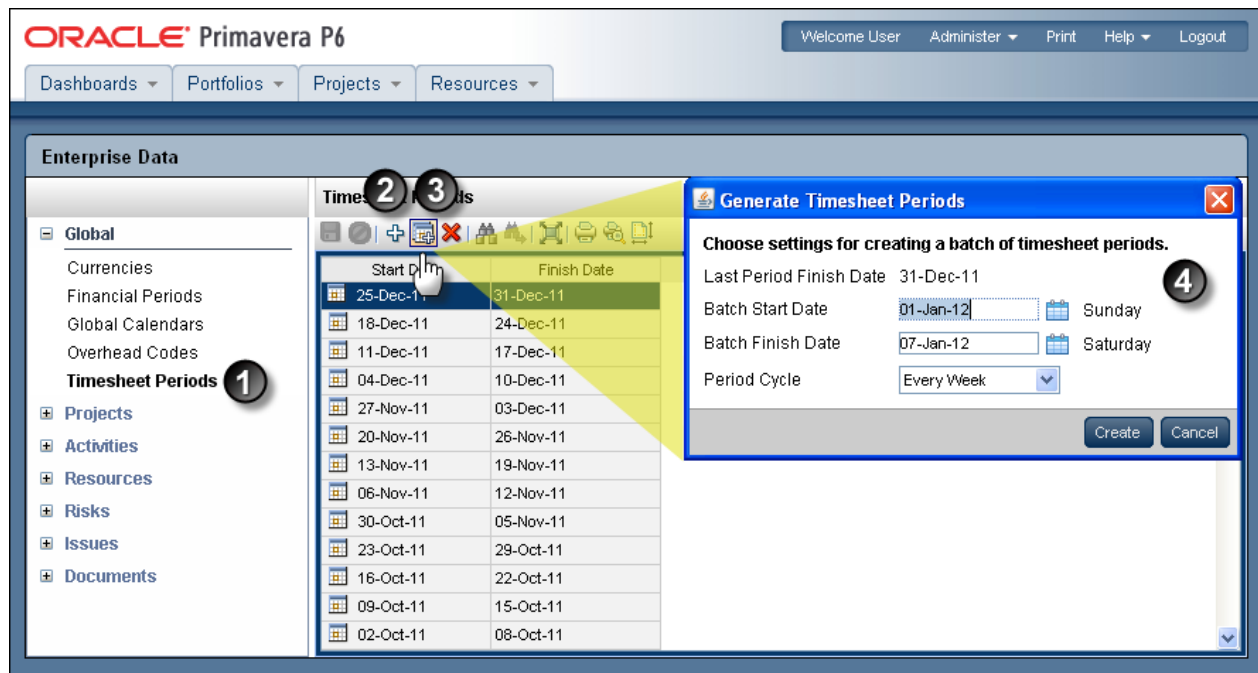 ORACLE Primavera P6
Welcome User Administer Print Help Logout
Dashboards Portfolios Projects Resources
Enterprise Data
2 3
Global
Currencies
Financial Periods
Global Calendars
Overhead Codes
Timesheet Periods 1
Projects
Activities
Resources
Risks
Issues
Documents
Finish Date
25-Dec-11 31-Dec-11
18-Dec-11 24-Dec-11
11-Dec-11 17-Dec-11
04-Dec-11 10-Dec-11
27-Nov-11 03-Dec-11
20-Nov-11 26-Nov-11
13-Nov-11 19-Nov-11
06-Nov-11 12-Nov-11
30-Oct-11 05-Nov-11
23-Oct-11 29-Oct-11
16-Oct-11 22-Oct-11
09-Oct-11 15-Oct-11
02-Oct-11 08-Oct-11
Generate Timesheet Periods
Choose settings for creating a batch of timesheet periods.
Last Period Finish Date 31-Dec-11
4
Batch Start Date 01-Jan-12 Sunday
Batch Finish Date 07-Jan-12 Saturday
Period Cycle Every Week
Create Cancel